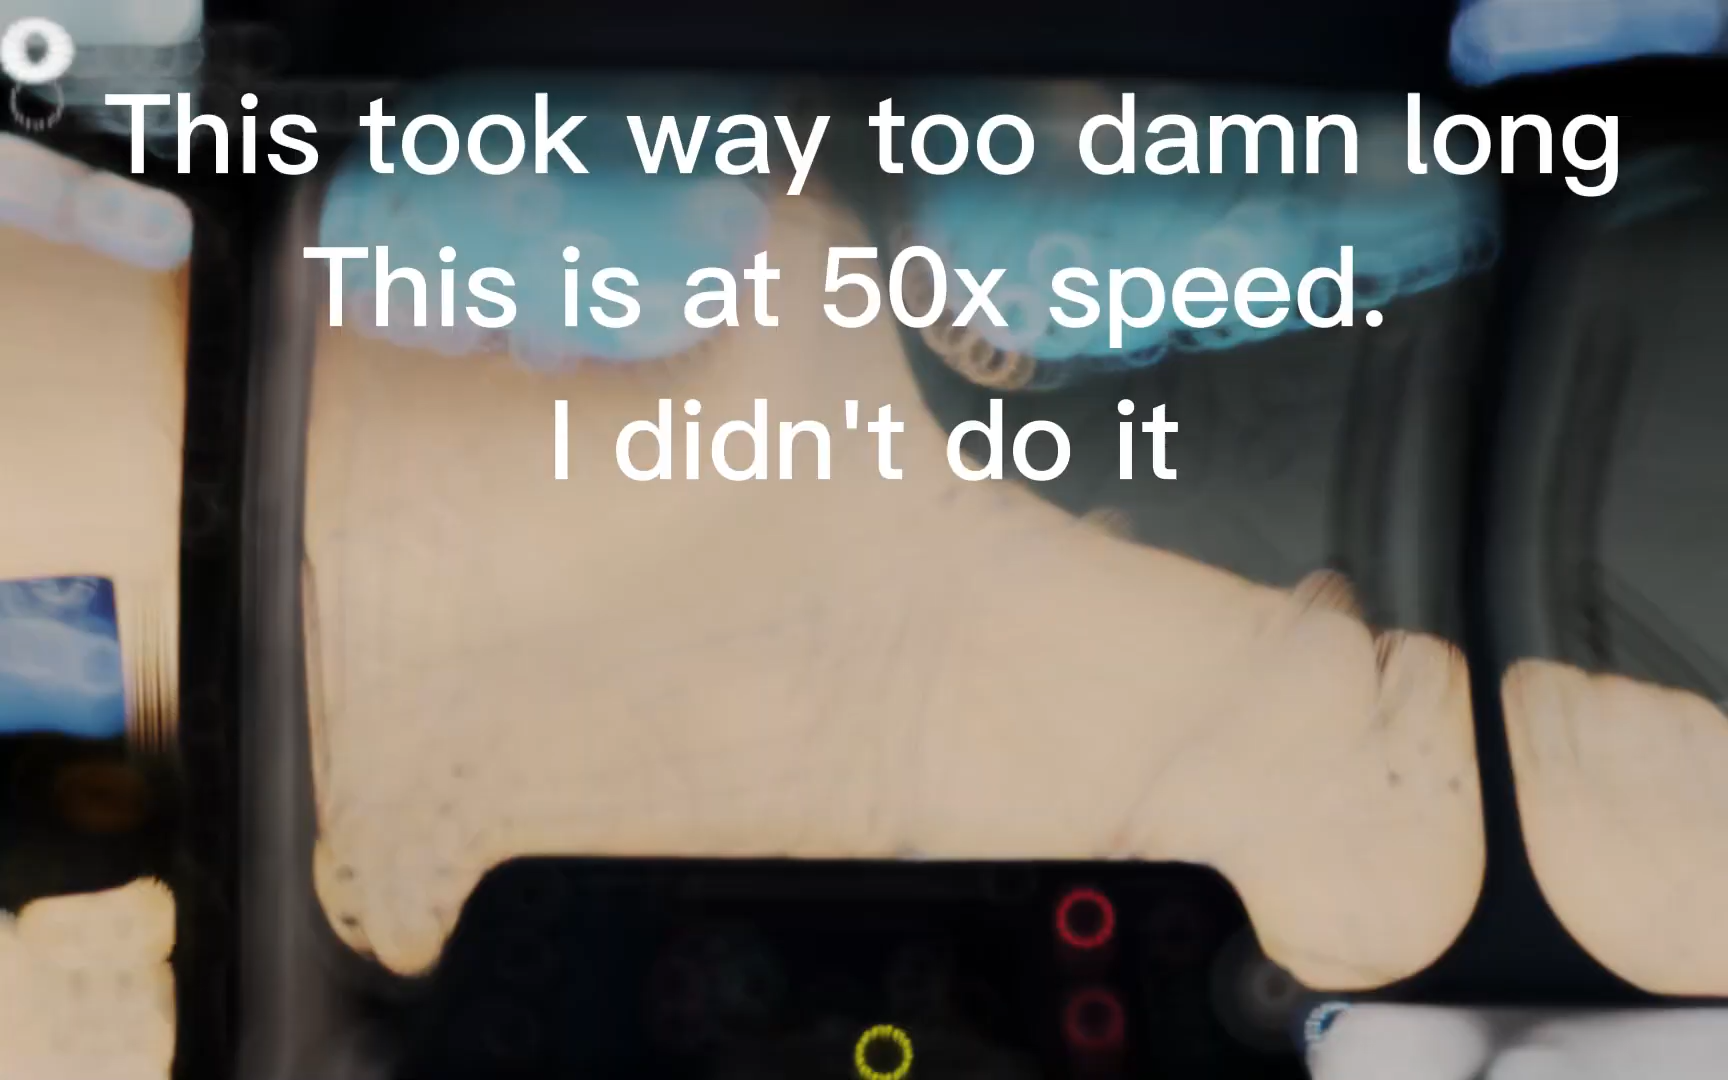 This took way too damn long
This is at 50x speed.
I didn't do it